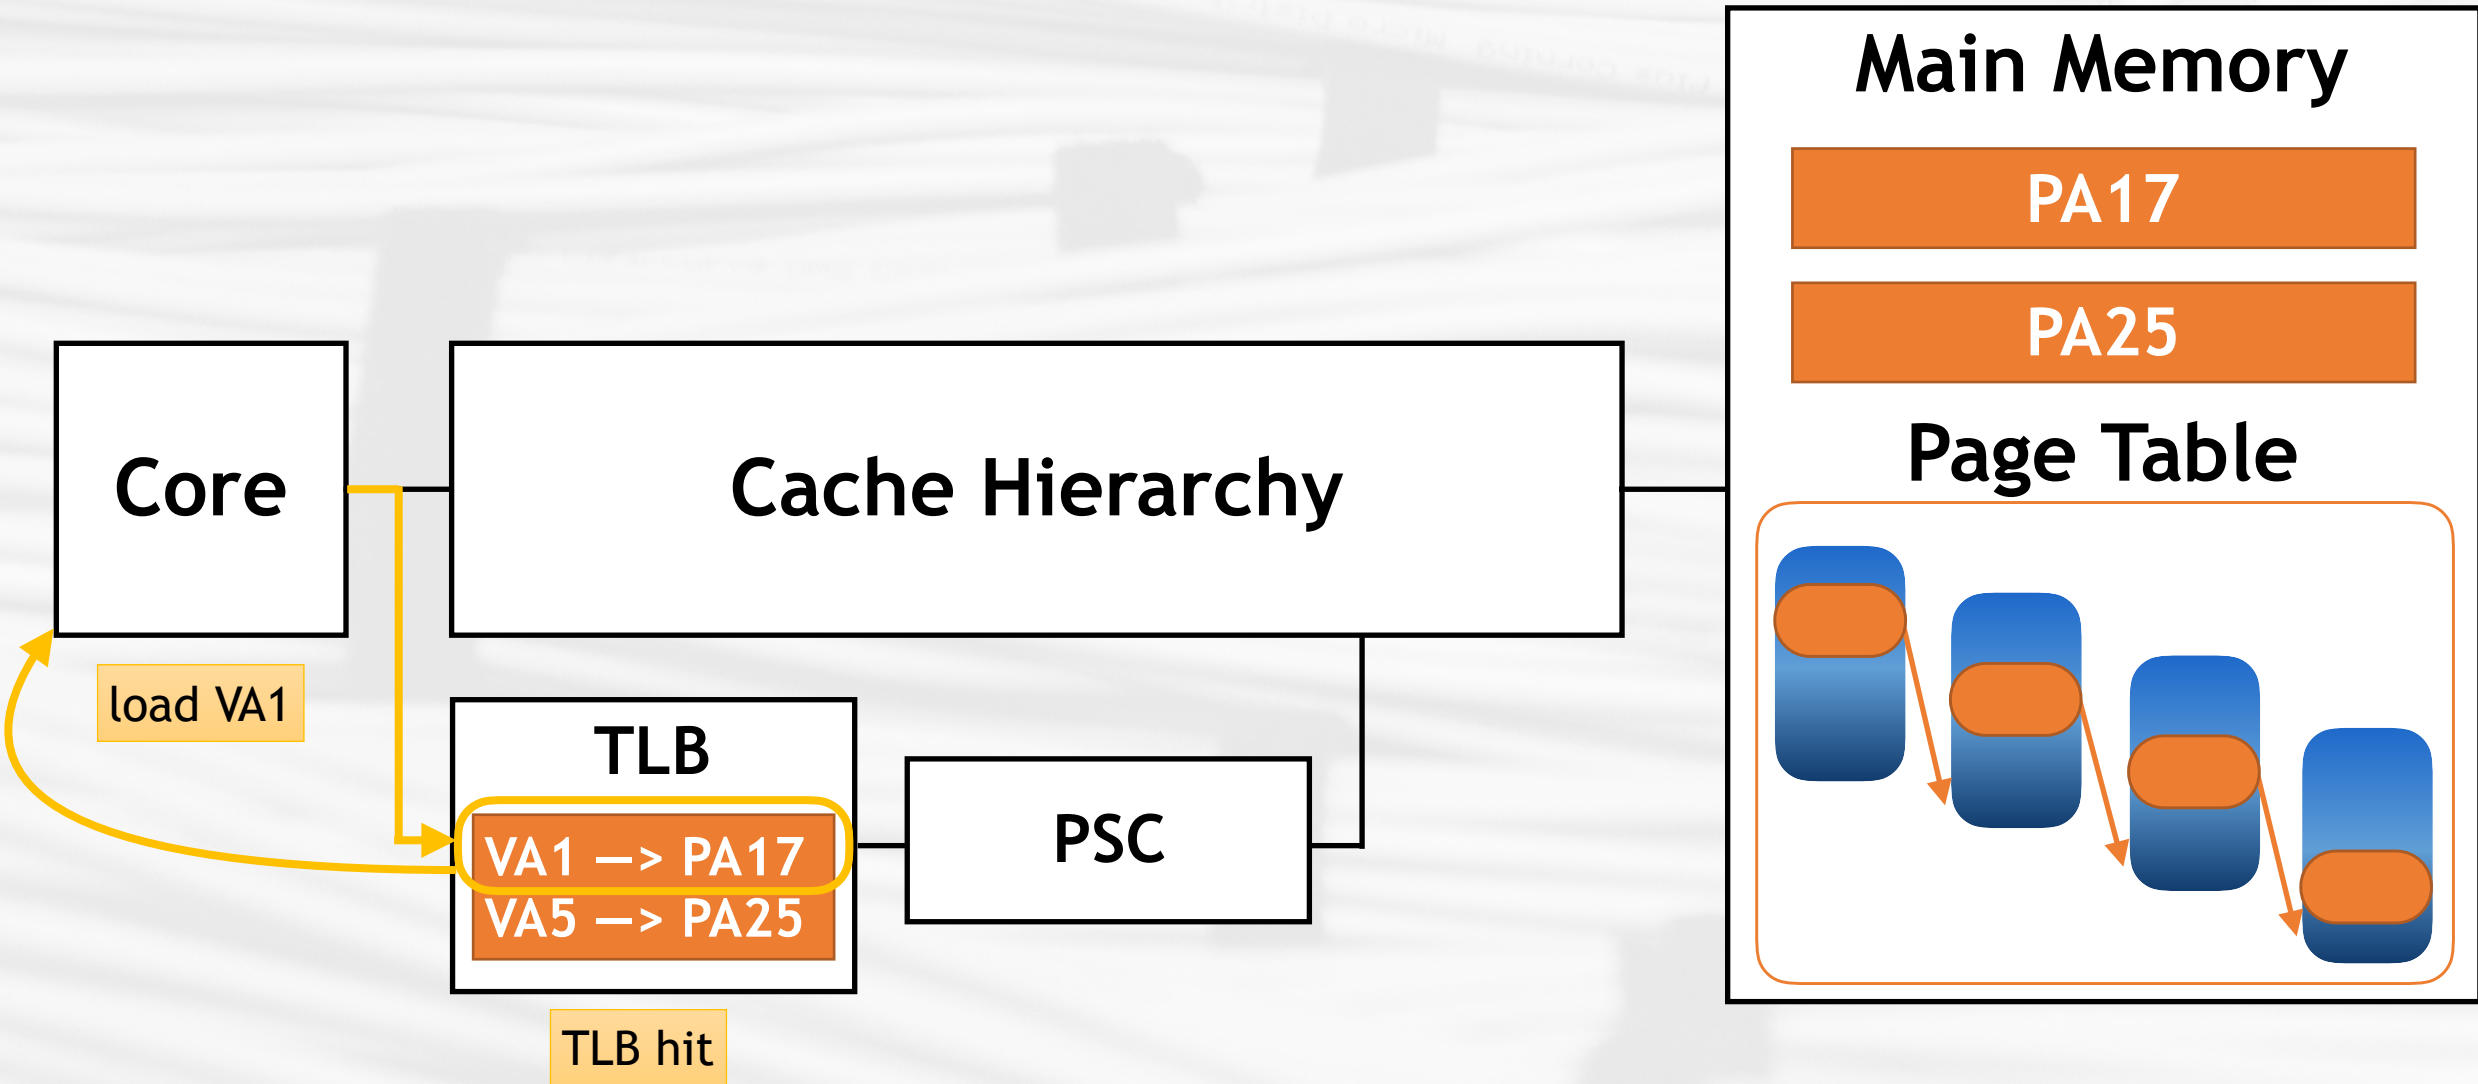 Main Memory
PA17
PA25
Page Table
Core
Cache Hierarchy
load VA1
TLB
VA1 —> PA17
VA5 —> PA25
PSC
TLB hit